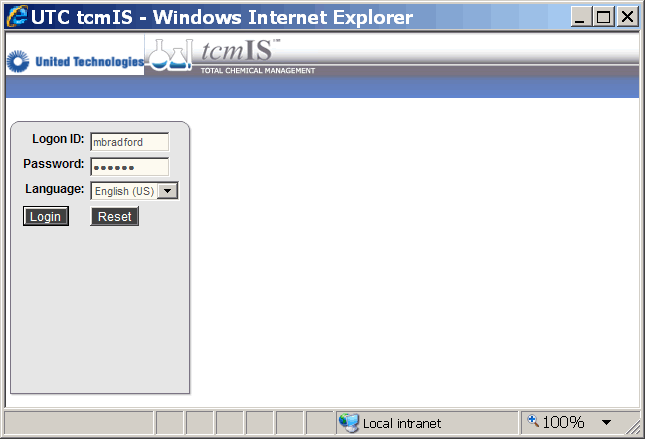 UTC tcmIS - Windows Internet Explorer
United Technologies
tcmIS™
TOTAL CHEMICAL MANAGEMENT
Logon ID: mbradford
Password: ••••••
Language: English (US)
Login Reset
Local intranet 100%